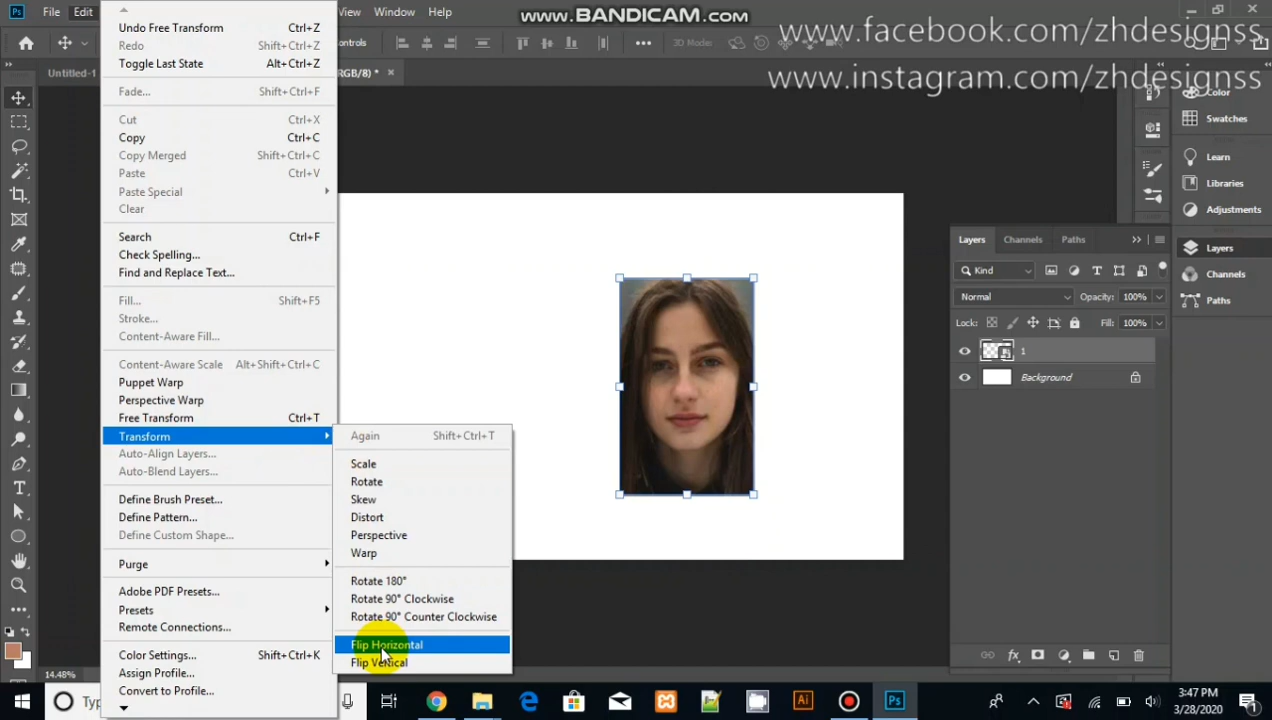 File
Edit
View
Window
Help
www.BANDICAM.com
www.facebook.com/zhdesignss
www.instagram.com/zhdesignss
3D Mode:
Untitled-1
RGB/8) *
Undo Free Transform Ctrl+Z
Redo Shift+Ctrl+Z
Toggle Last State Alt+Ctrl+Z
Fade... Shift+Ctrl+F
Cut Ctrl+X
Copy Ctrl+C
Copy Merged Shift+Ctrl+C
Paste Ctrl+V
Paste Special
Clear
Search Ctrl+F
Check Spelling...
Find and Replace Text...
Fill... Shift+F5
Stroke...
Content-Aware Fill...
Content-Aware Scale Alt+Shift+Ctrl+C
Puppet Warp
Perspective Warp
Free Transform Ctrl+T
Transform
Auto-Align Layers...
Auto-Blend Layers...
Define Brush Preset...
Define Pattern...
Define Custom Shape...
Purge
Adobe PDF Presets...
Presets
Remote Connections...
Color Settings... Shift+Ctrl+K
Assign Profile...
Convert to Profile...
Again Shift+Ctrl+T
Scale
Rotate
Skew
Distort
Perspective
Warp
Rotate 180°
Rotate 90° Clockwise
Rotate 90° Counter Clockwise
Flip Horizontal
Flip Vertical
Color
Swatches
Learn
Libraries
Adjustments
Layers
Channels
Paths
Layers Channels Paths
Kind
Normal Opacity: 100%
Lock: Fill: 100%
1
Background
14.48%
3:47 PM
3/28/2020